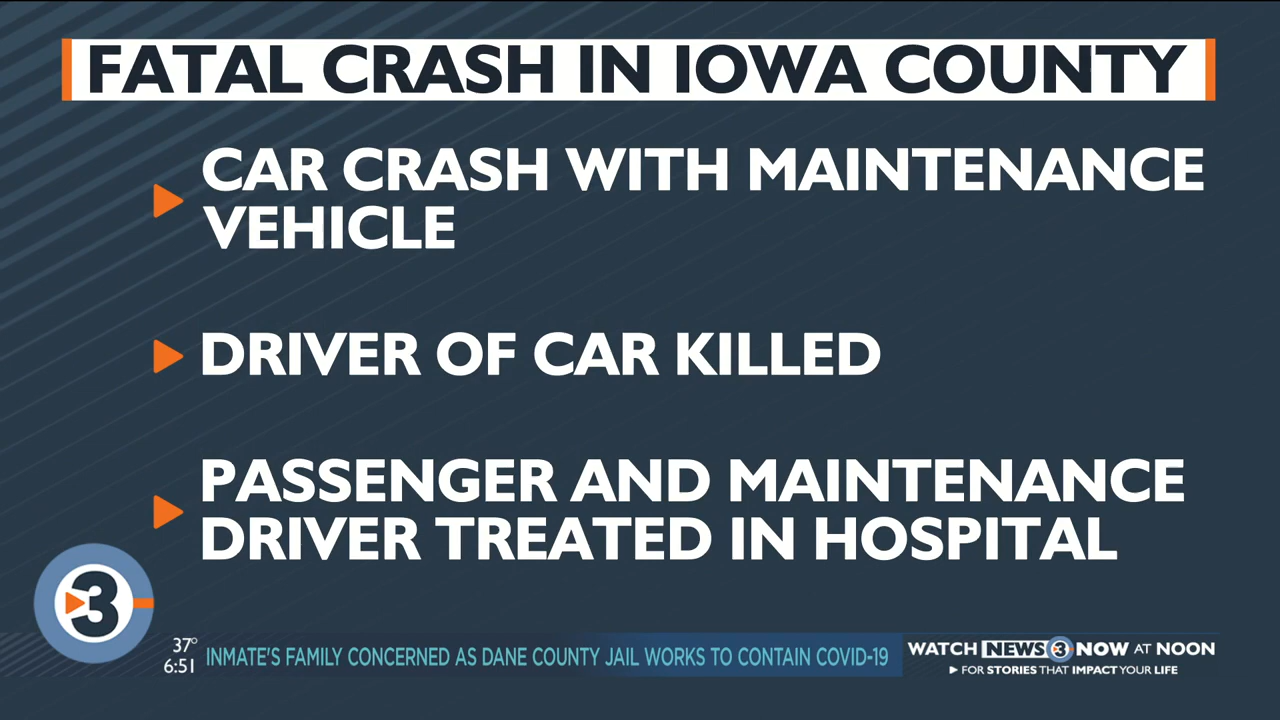 FATAL CRASH IN IOWA COUNTY
CAR CRASH WITH MAINTENANCE
VEHICLE
DRIVER OF CAR KILLED
PASSENGER AND MAINTENANCE
DRIVER TREATED IN HOSPITAL
3
37°
6:51
INMATE'S FAMILY CONCERNED AS DANE COUNTY JAIL WORKS TO CONTAIN COVID-19
WATCH NEWS 3 NOW AT NOON
FOR STORIES THAT IMPACT YOUR LIFE